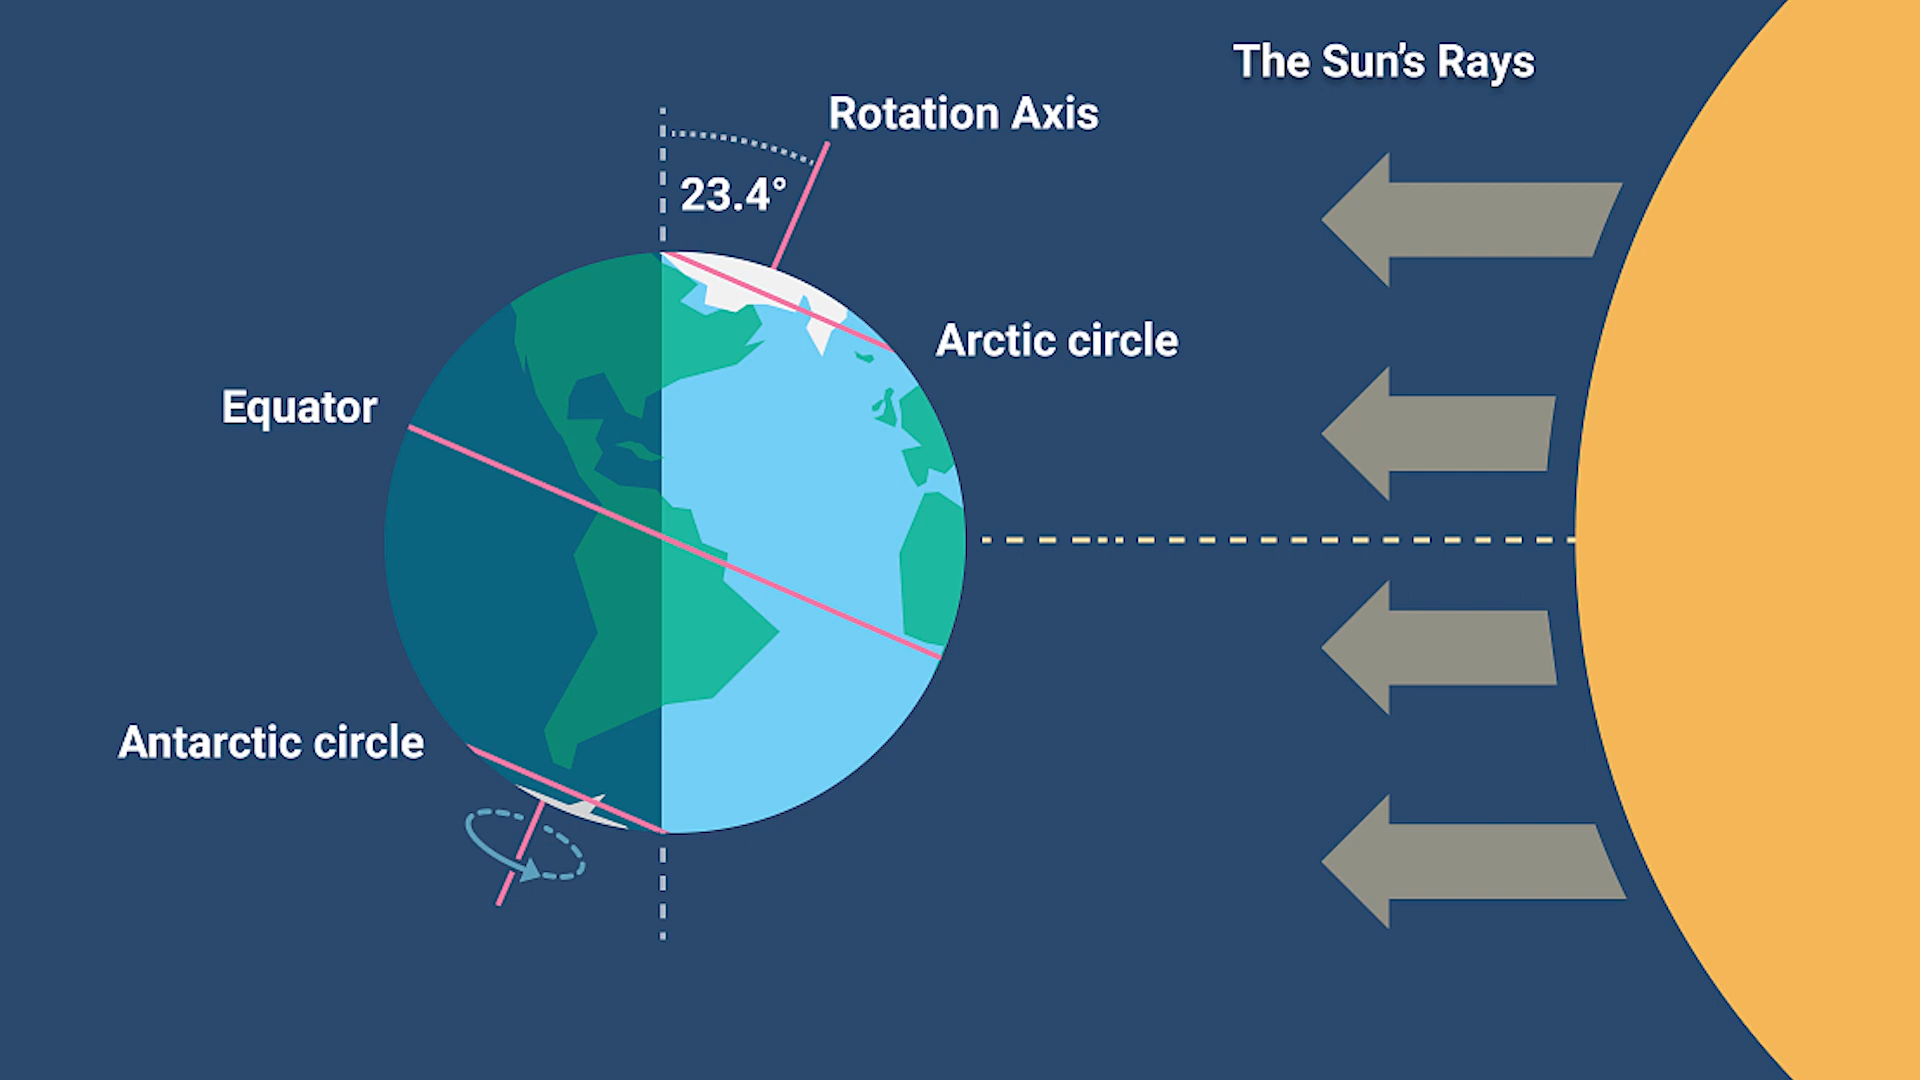 The Sun's Rays
Rotation Axis
23.4°
Arctic circle
Equator
Antarctic circle